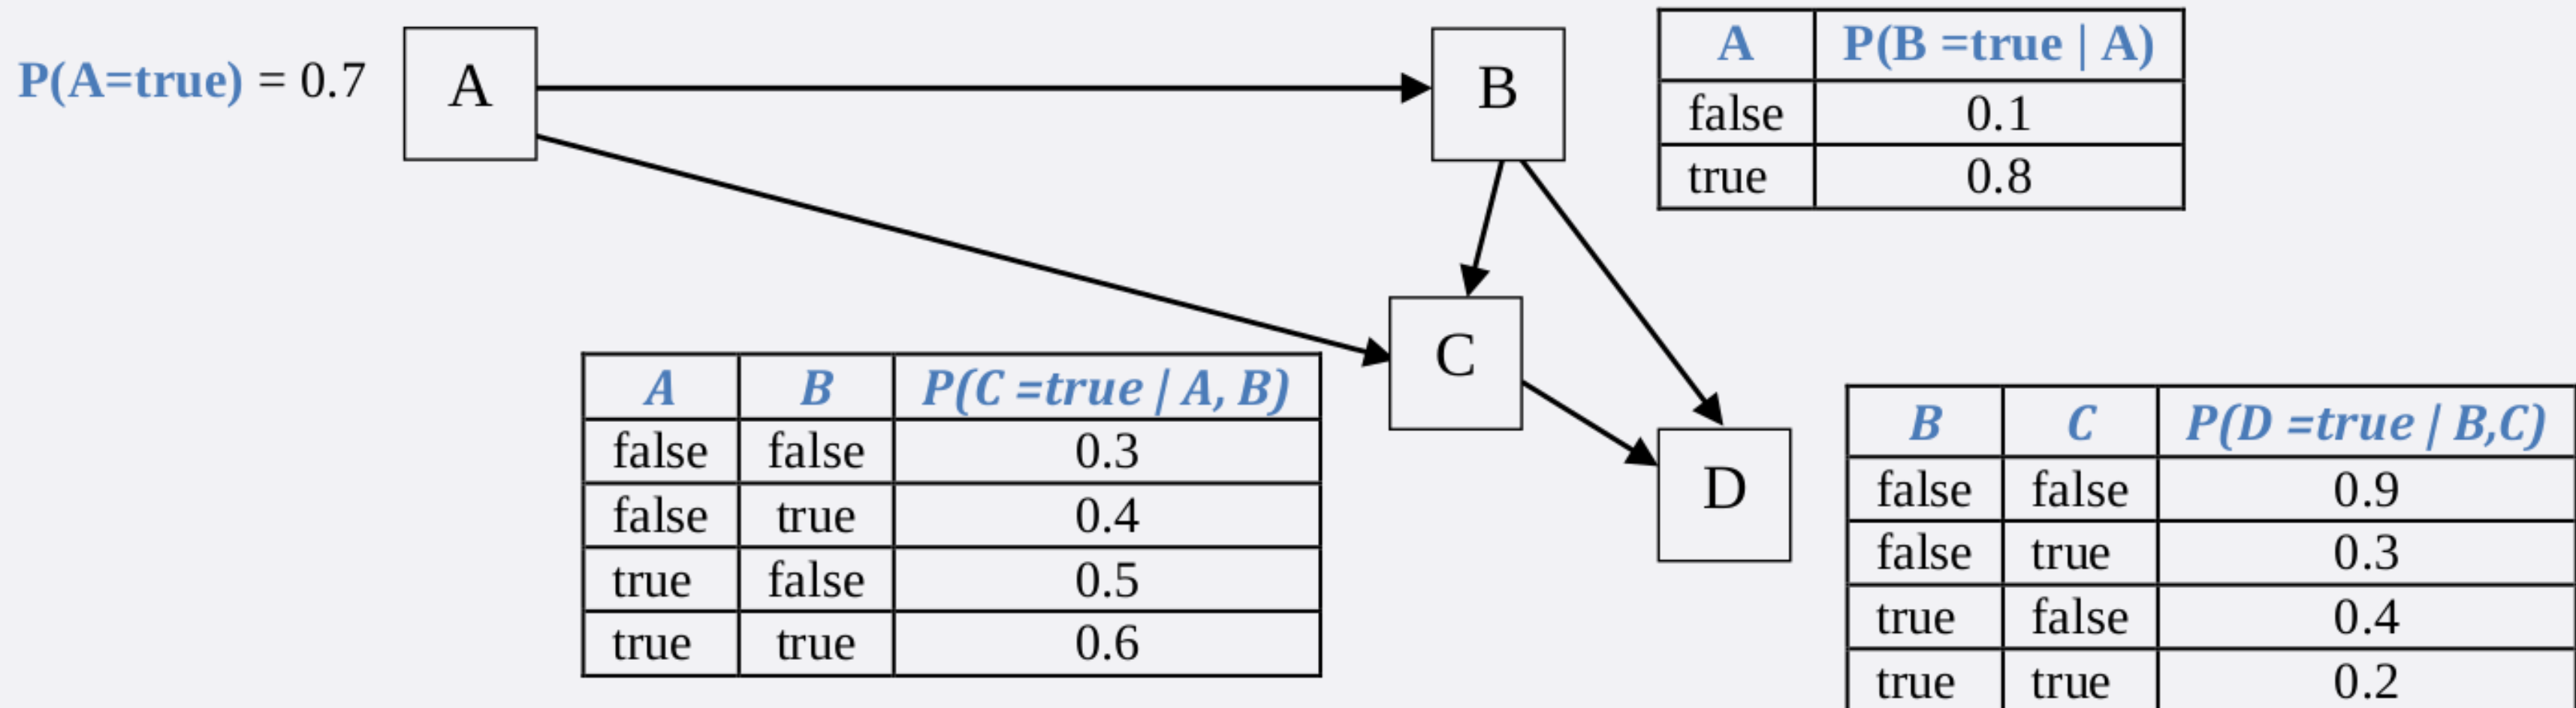 P(A=true) = 0.7
A
B
A P(B =true | A)
false 0.1
true 0.8
C
D
A B P(C =true | A, B)
false false 0.3
false true 0.4
true false 0.5
true true 0.6
B C P(D =true | B,C)
false false 0.9
false true 0.3
true false 0.4
true true 0.2